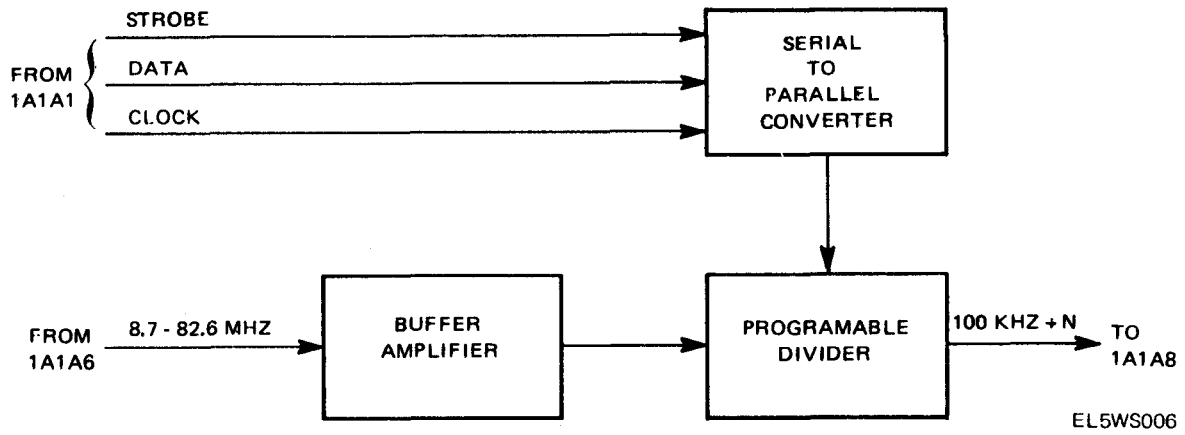 STROBE
FROM
1A1A1
DATA
CLOCK
SERIAL
TO
PARALLEL
CONVERTER
FROM
1A1A6
8.7 - 82.6 MHZ
BUFFER
AMPLIFIER
PROGRAMABLE
DIVIDER
100 KHZ ÷ N
TO
1A1A8
EL5WS006